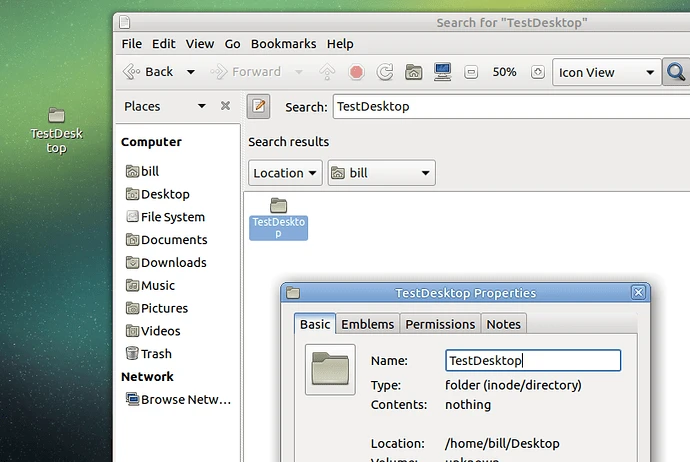 Search for "TestDesktop"
File Edit View Go Bookmarks Help
Back Forward 50% Icon View
Places Search: TestDesktop
TestDesk
top
Computer
Search results
bill
Location bill
Desktop
File System
TestDeskto
p
Documents
Downloads
Music
Pictures
Videos
Trash
Network
Browse Netw...
TestDesktop Properties
Basic Emblems Permissions Notes
Name: TestDesktop
Type: folder (inode/directory)
Contents: nothing
Location: /home/bill/Desktop
Volume: unknown